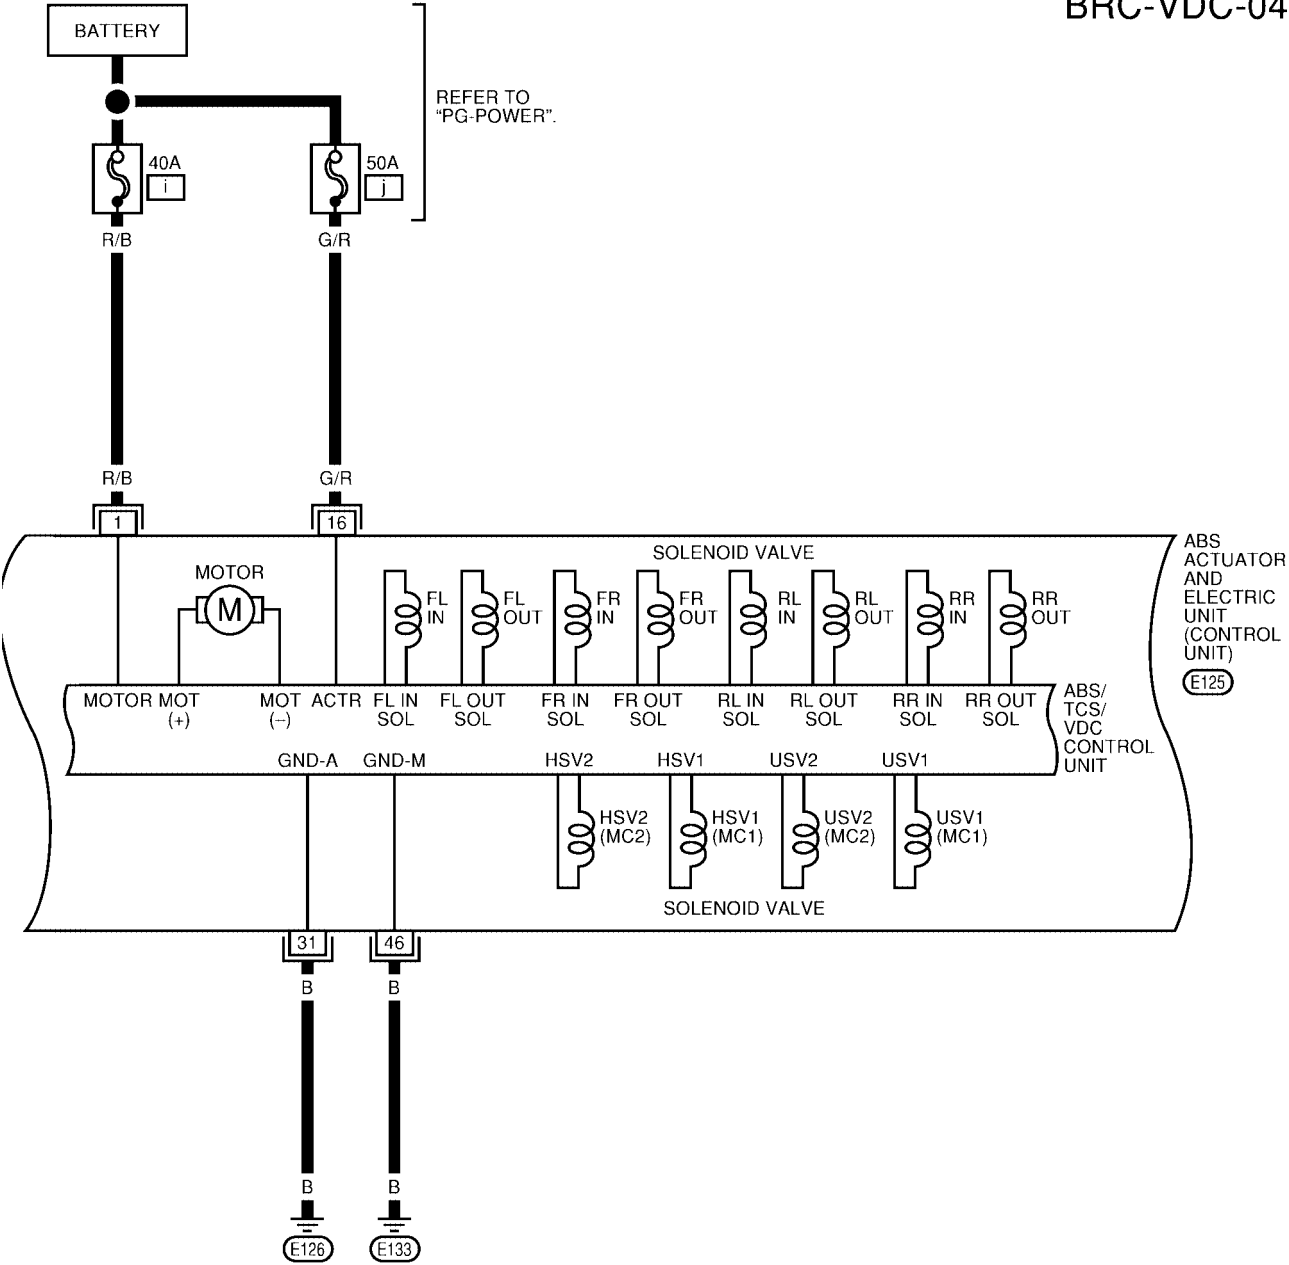 BRC-VDC-04
BATTERY
REFER TO
“PG-POWER”.
40A
i
50A
j
R/B
G/R
R/B
G/R
1
16
SOLENOID VALVE
ABS
ACTUATOR
AND
ELECTRIC
UNIT
(CONTROL
UNIT)
E125
MOTOR
M
FL
IN
FL
OUT
FR
IN
FR
OUT
RL
IN
RL
OUT
RR
IN
RR
OUT
MOTOR
MOT
(+)
MOT
(–)
ACTR
FL IN
SOL
FL OUT
SOL
FR IN
SOL
FR OUT
SOL
RL IN
SOL
RL OUT
SOL
RR IN
SOL
RR OUT
SOL
ABS/
TCS/
VDC
CONTROL
UNIT
GND-A
GND-M
HSV2
HSV1
USV2
USV1
HSV2
(MC2)
HSV1
(MC1)
USV2
(MC2)
USV1
(MC1)
SOLENOID VALVE
31
46
B
B
B
B
E126
E133